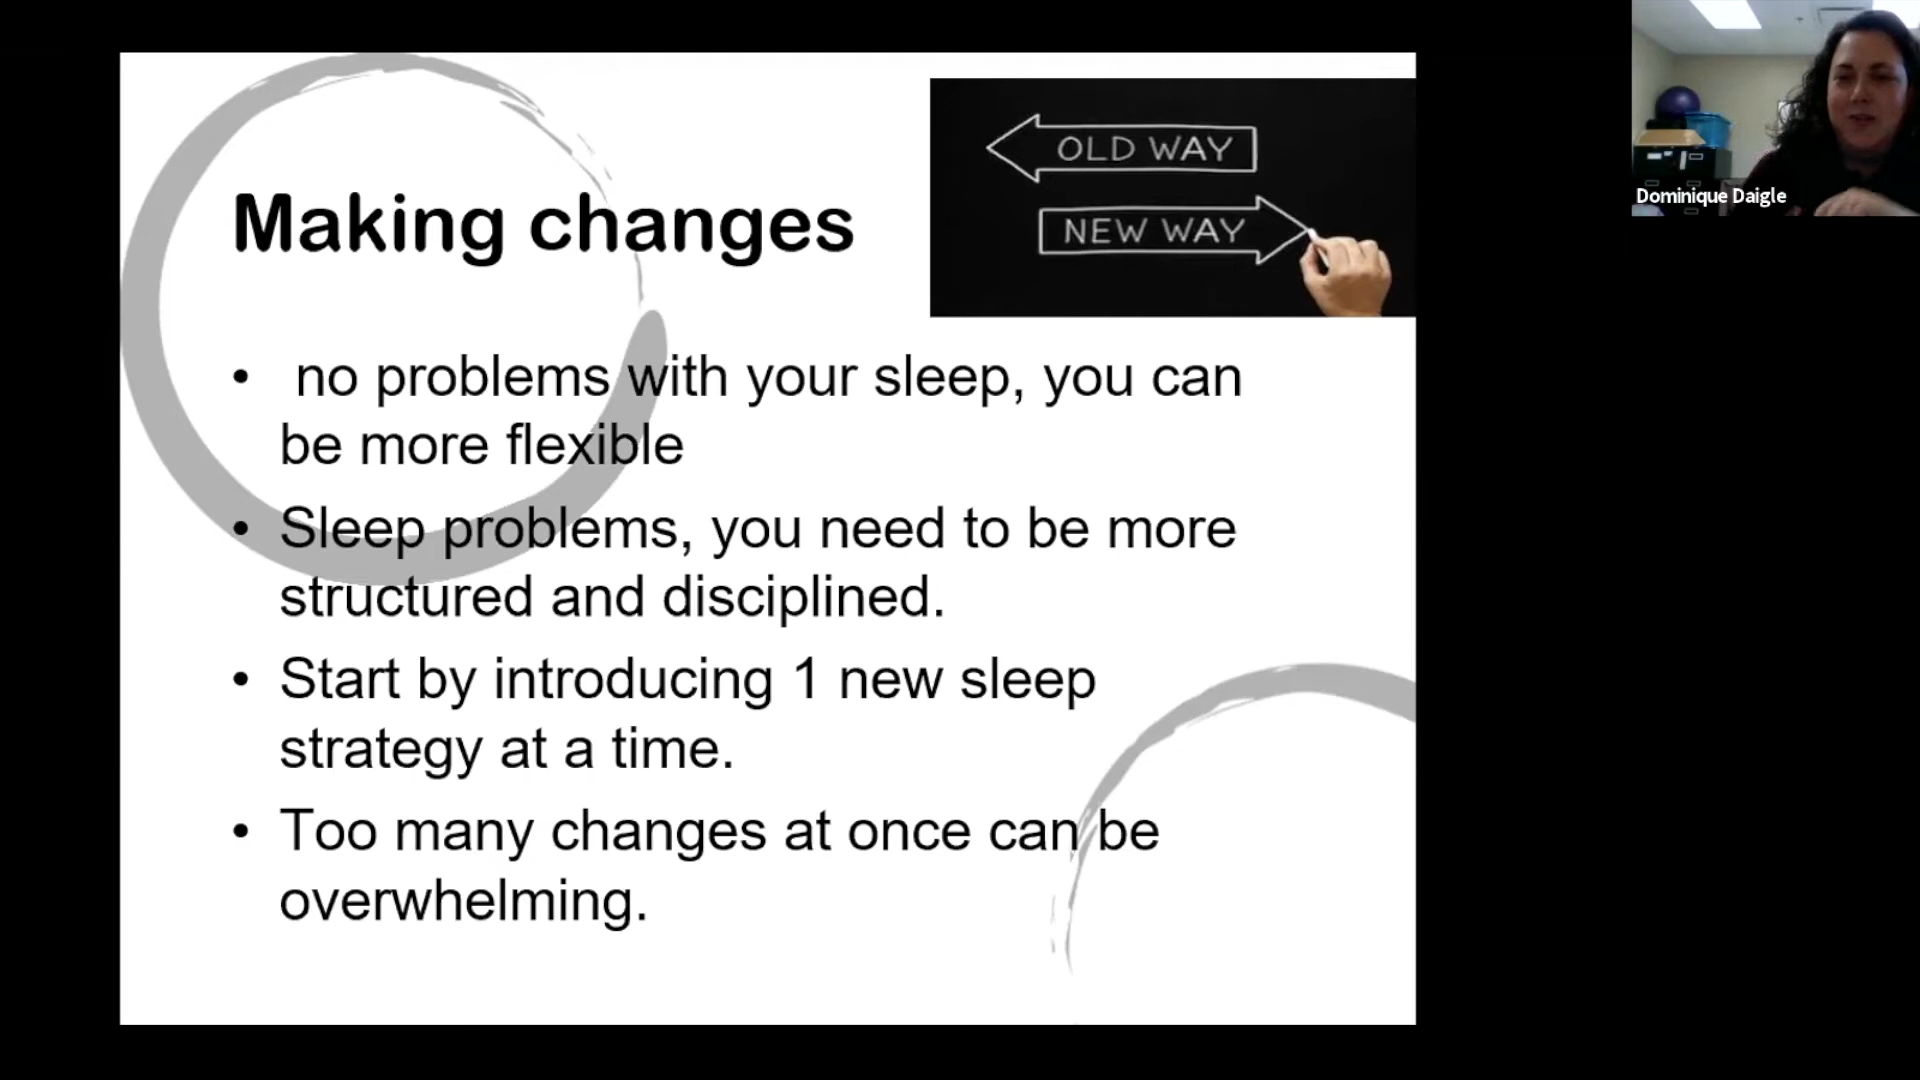 OLD WAY
NEW WAY
Making changes
• no problems with your sleep, you can
be more flexible
• Sleep problems, you need to be more
structured and disciplined.
• Start by introducing 1 new sleep
strategy at a time.
• Too many changes at once can be
overwhelming.
Dominique Daigle